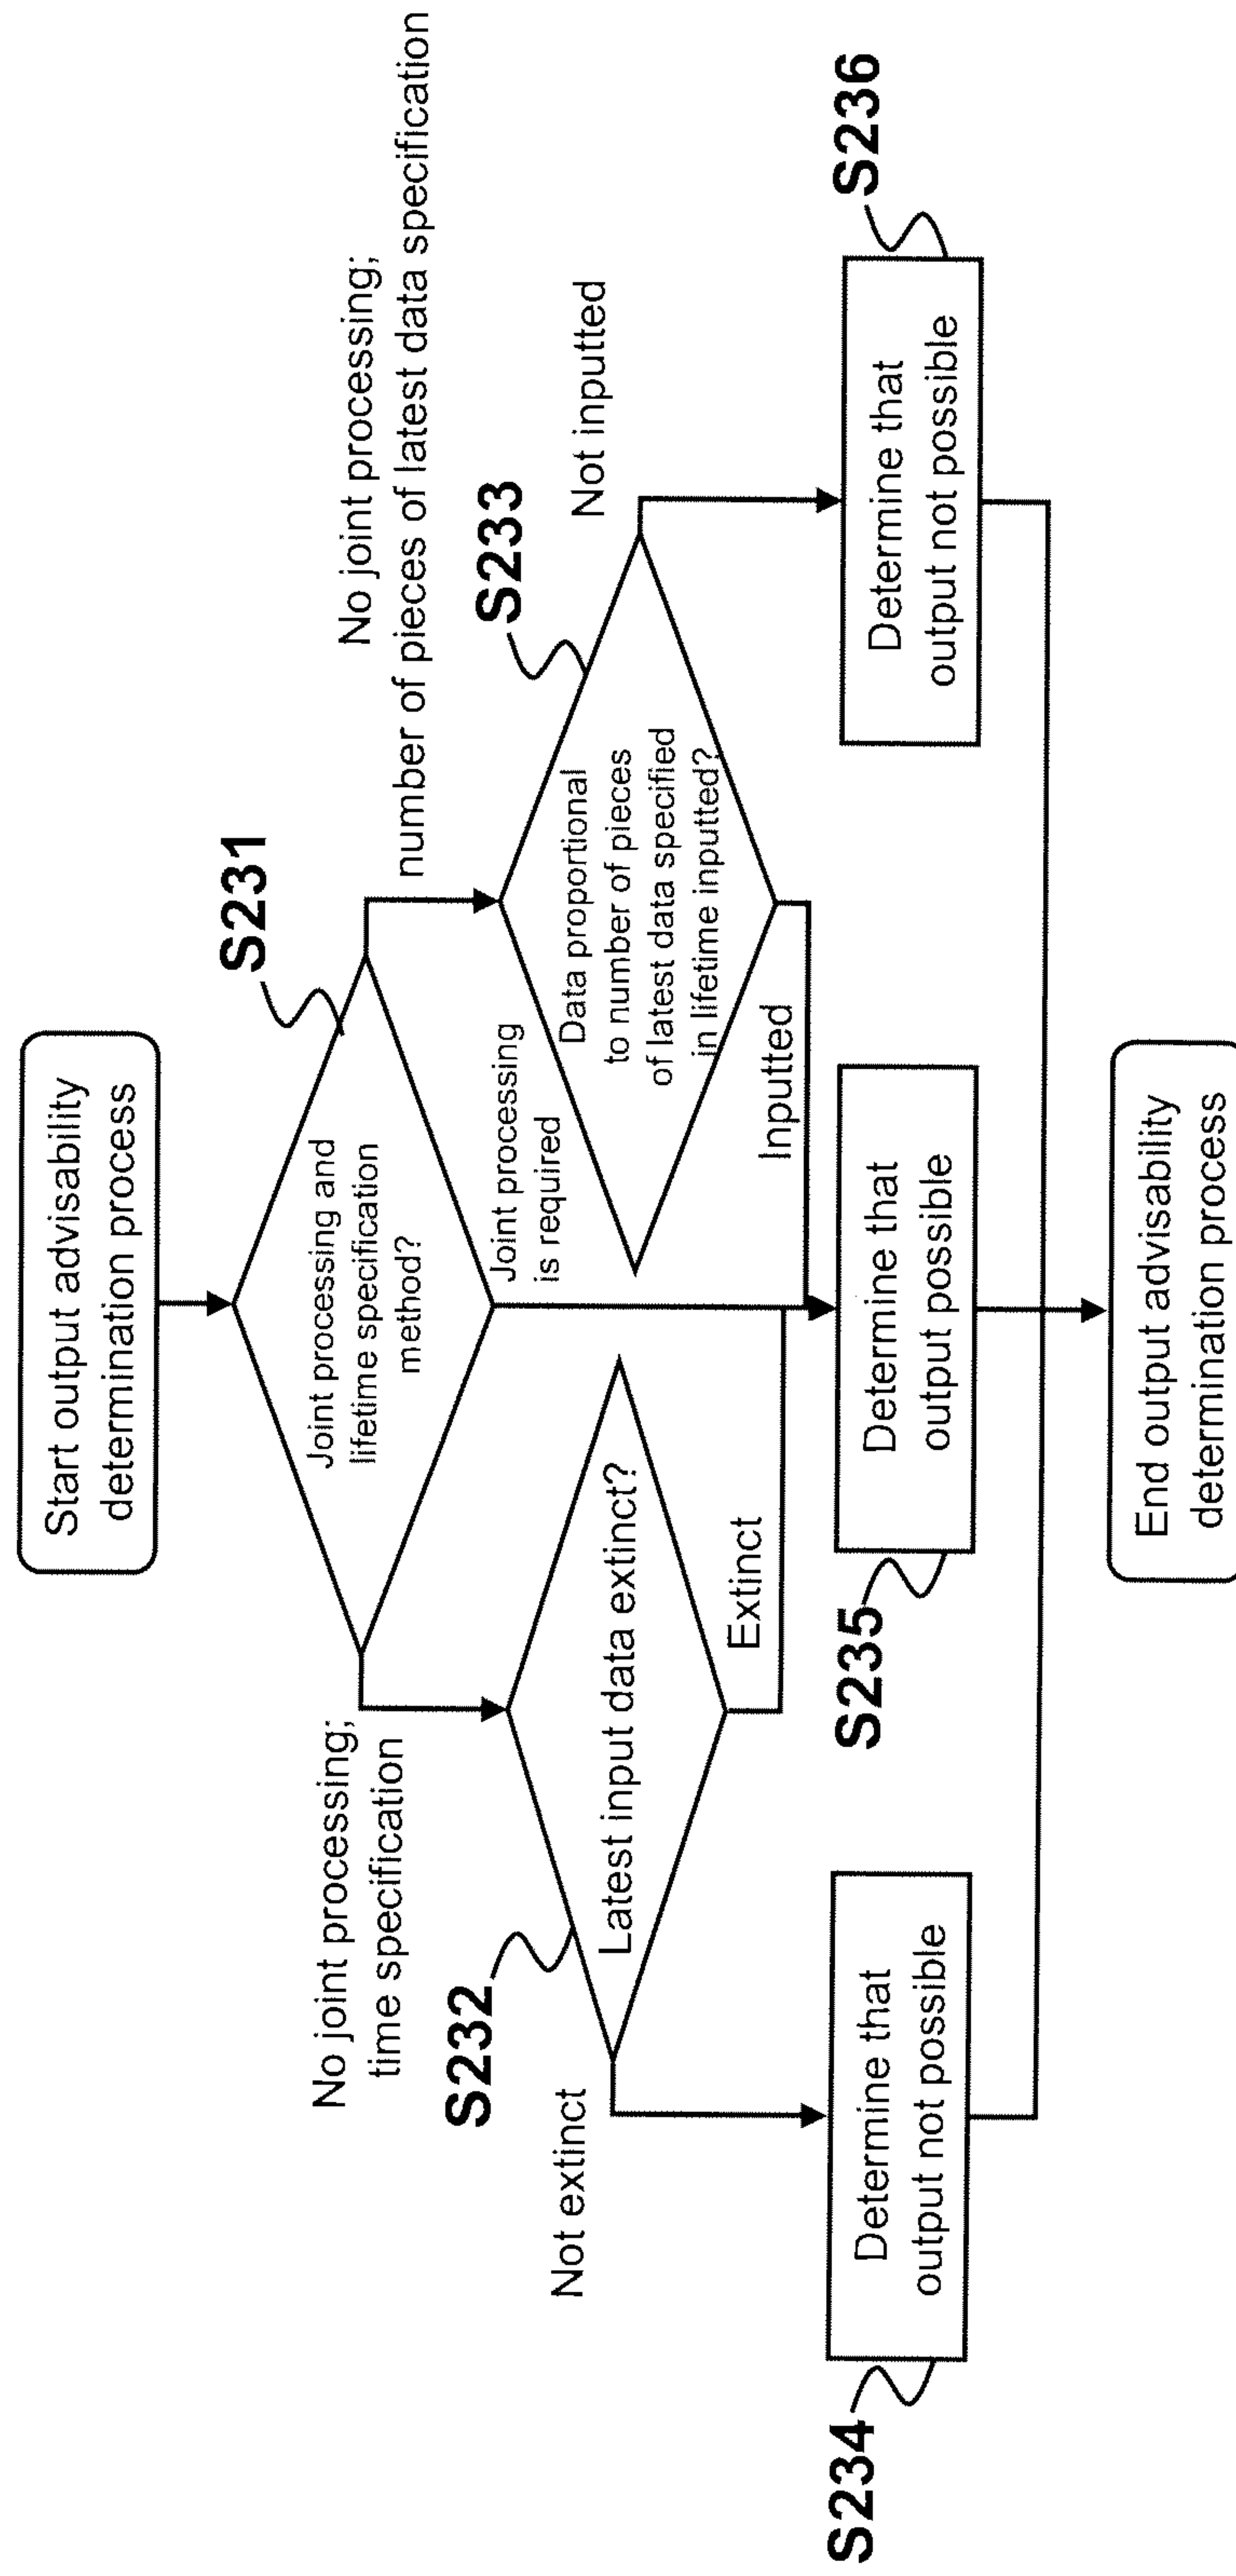 Start output advisability
determination process
S231
Joint processing and
lifetime specification
method?
No joint processing;
time specification
No joint processing;
number of pieces of latest data specification
Joint processing
is required
S232
Latest input data extinct?
S233
Data proportional
to number of pieces
of latest data specified
in lifetime inputted?
Not extinct
Extinct
Inputted
Not inputted
S234
Determine that
output not possible
S235
Determine that
output possible
S236
Determine that
output not possible
End output advisability
determination process